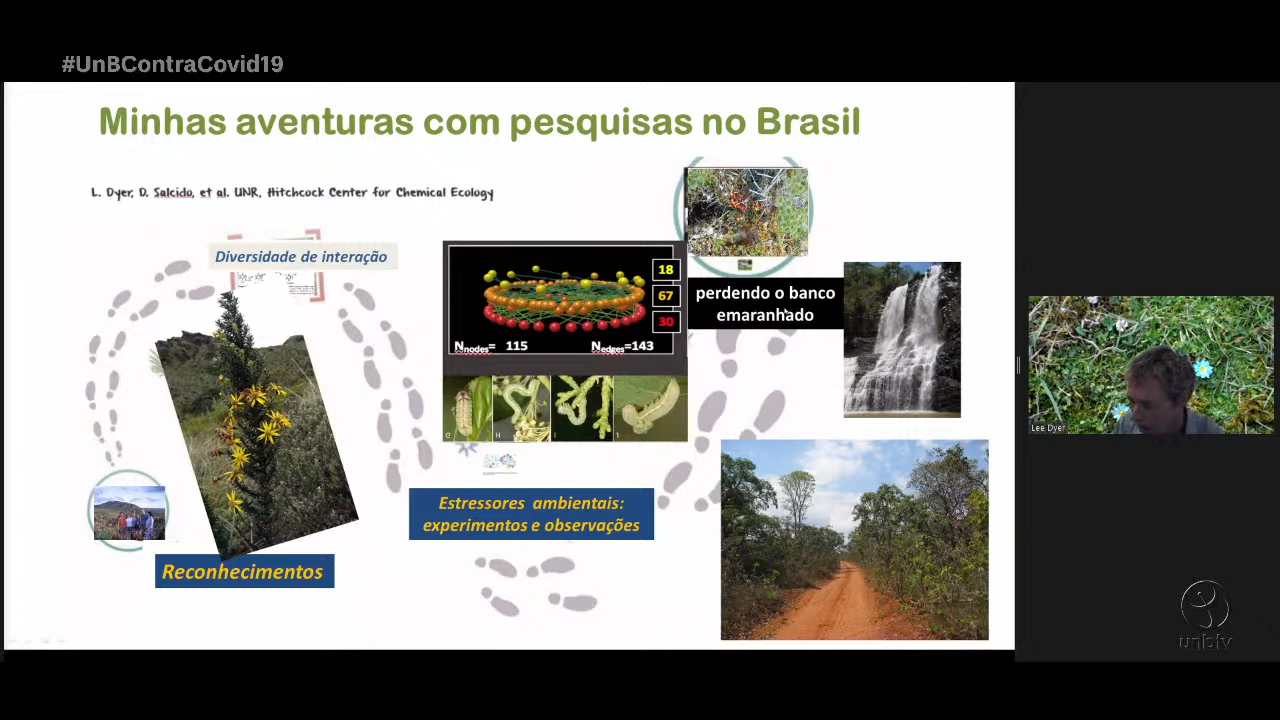 #UnBContraCovid19
Minhas aventuras com pesquisas no Brasil
L. Dyer, D. Salcido, et al. UNR, Hitchcock Center for Chemical Ecology
Diversidade de interação
18
67
30
Nnodes= 115 Nedges=143
perdendo o banco
emaranhado
G H I
Estressores ambientais:
experimentos e observações
Reconhecimentos
Lee Dyer
unbtv